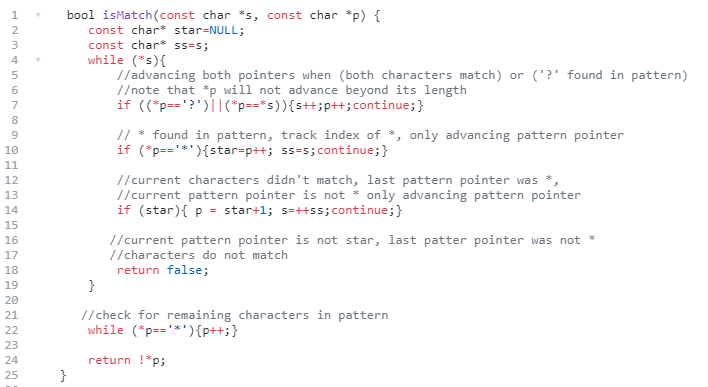 1 bool isMatch(const char *s, const char *p) {
2 const char* star=NULL;
3 const char* ss=s;
4 while (*s){
5 //advancing both pointers when (both characters match) or ('?' found in pattern)
6 //note that *p will not advance beyond its length
7 if ((*p=='?')||(*p==*s)){s++;p++;continue;}
8
9 // * found in pattern, track index of *, only advancing pattern pointer
10 if (*p=='*'){star=p++; ss=s;continue;}
11
12 //current characters didn't match, last pattern pointer was *,
13 //current pattern pointer is not * only advancing pattern pointer
14 if (star){ p = star+1; s=++ss;continue;}
15
16 //current pattern pointer is not star, last patter pointer was not *
17 //characters do not match
18 return false;
19 }
20
21 //check for remaining characters in pattern
22 while (*p=='*'){p++;}
23
24 return !*p;
25 }